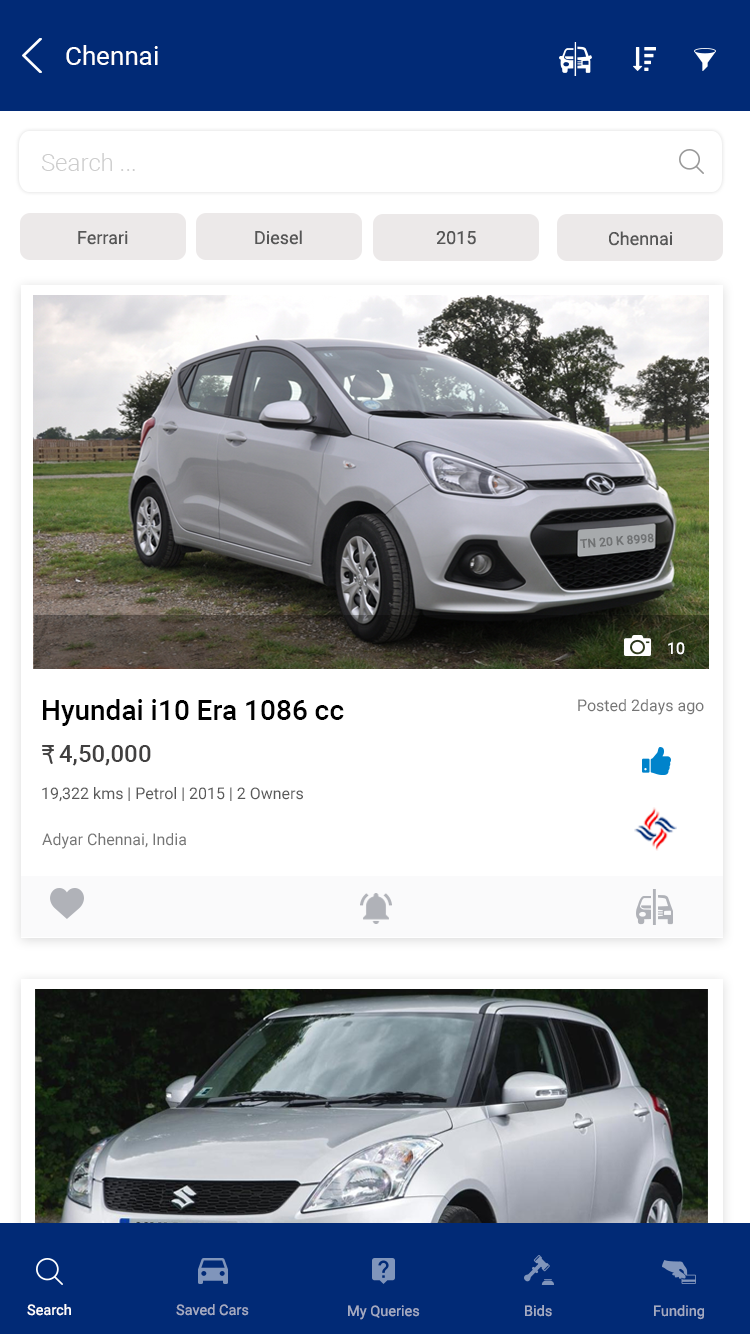 Chennai
Search ...
Ferrari
Diesel
2015
Chennai
TN 20 K 8998
10
Hyundai i10 Era 1086 cc
Posted 2days ago
₹ 4,50,000
19,322 kms | Petrol | 2015 | 2 Owners
Adyar Chennai, India
Search
Saved Cars
My Queries
Bids
Funding